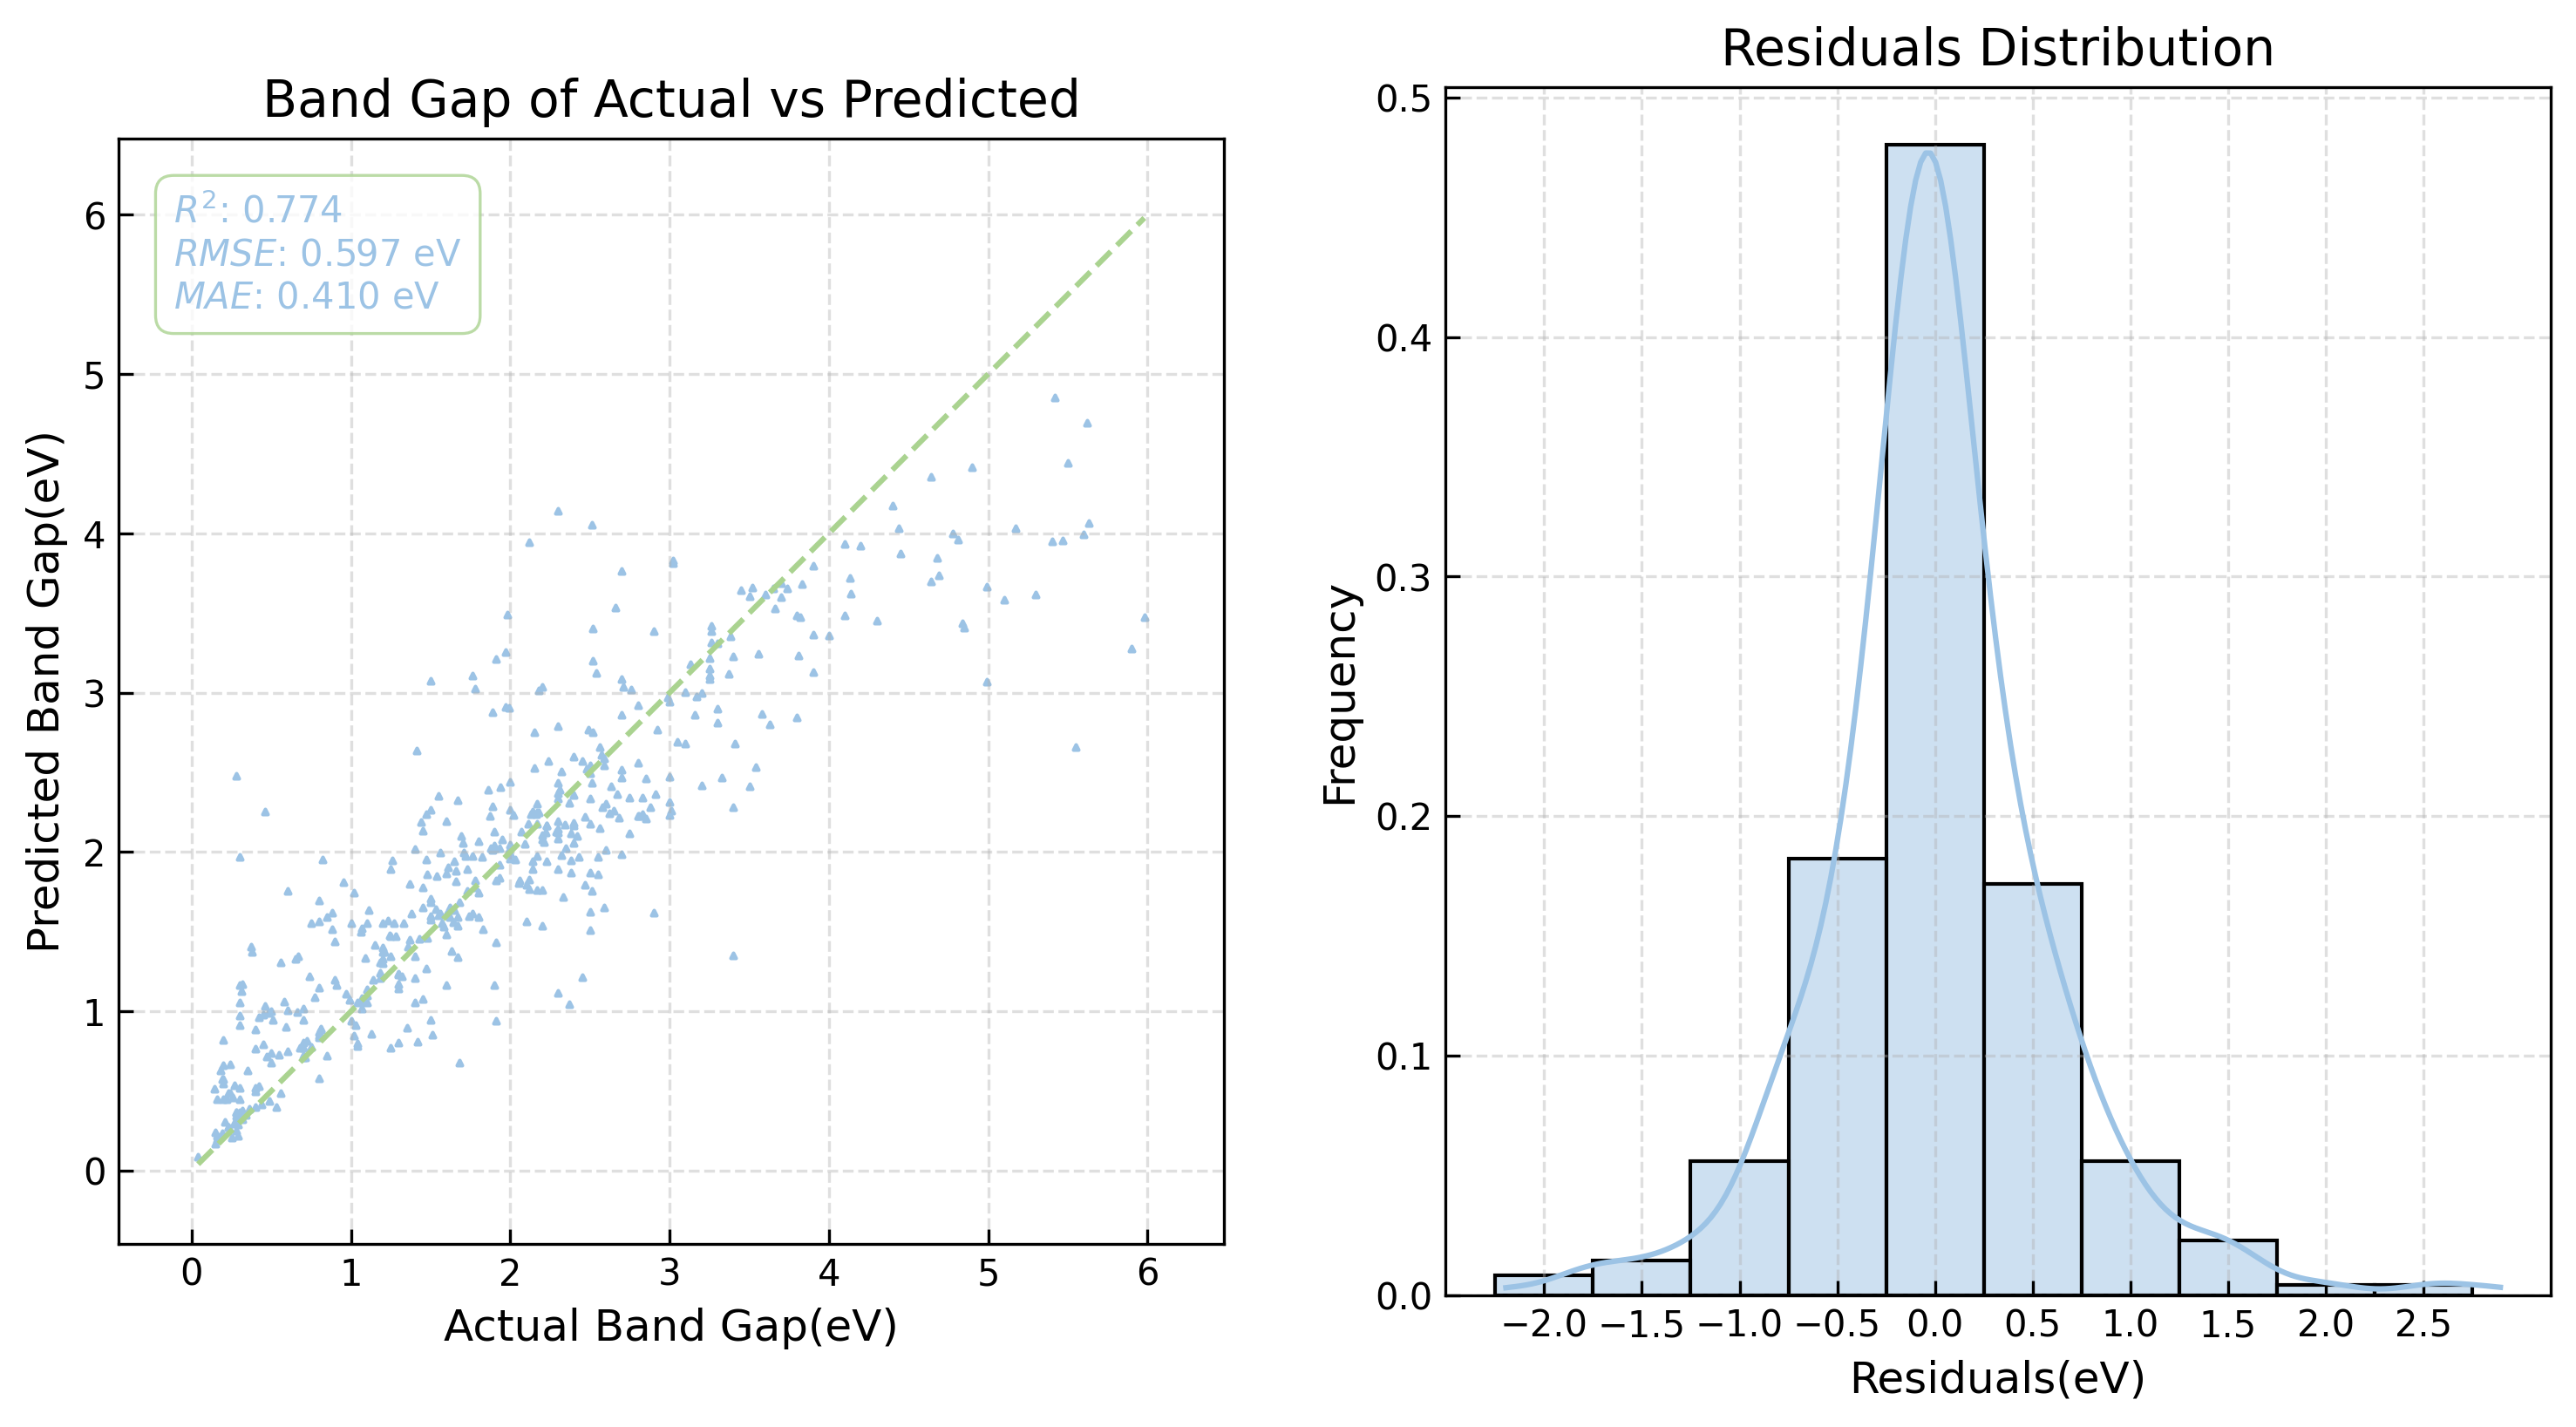 Band Gap of Actual vs Predicted
R²: 0.774
RMSE: 0.597 eV
MAE: 0.410 eV
6
5
4
3
2
1
0
Predicted Band Gap(eV)
0 1 2 3 4 5 6
Actual Band Gap(eV)
Residuals Distribution
0.5
0.4
0.3
0.2
0.1
0.0
Frequency
−2.0 −1.5 −1.0 −0.5 0.0 0.5 1.0 1.5 2.0 2.5
Residuals(eV)